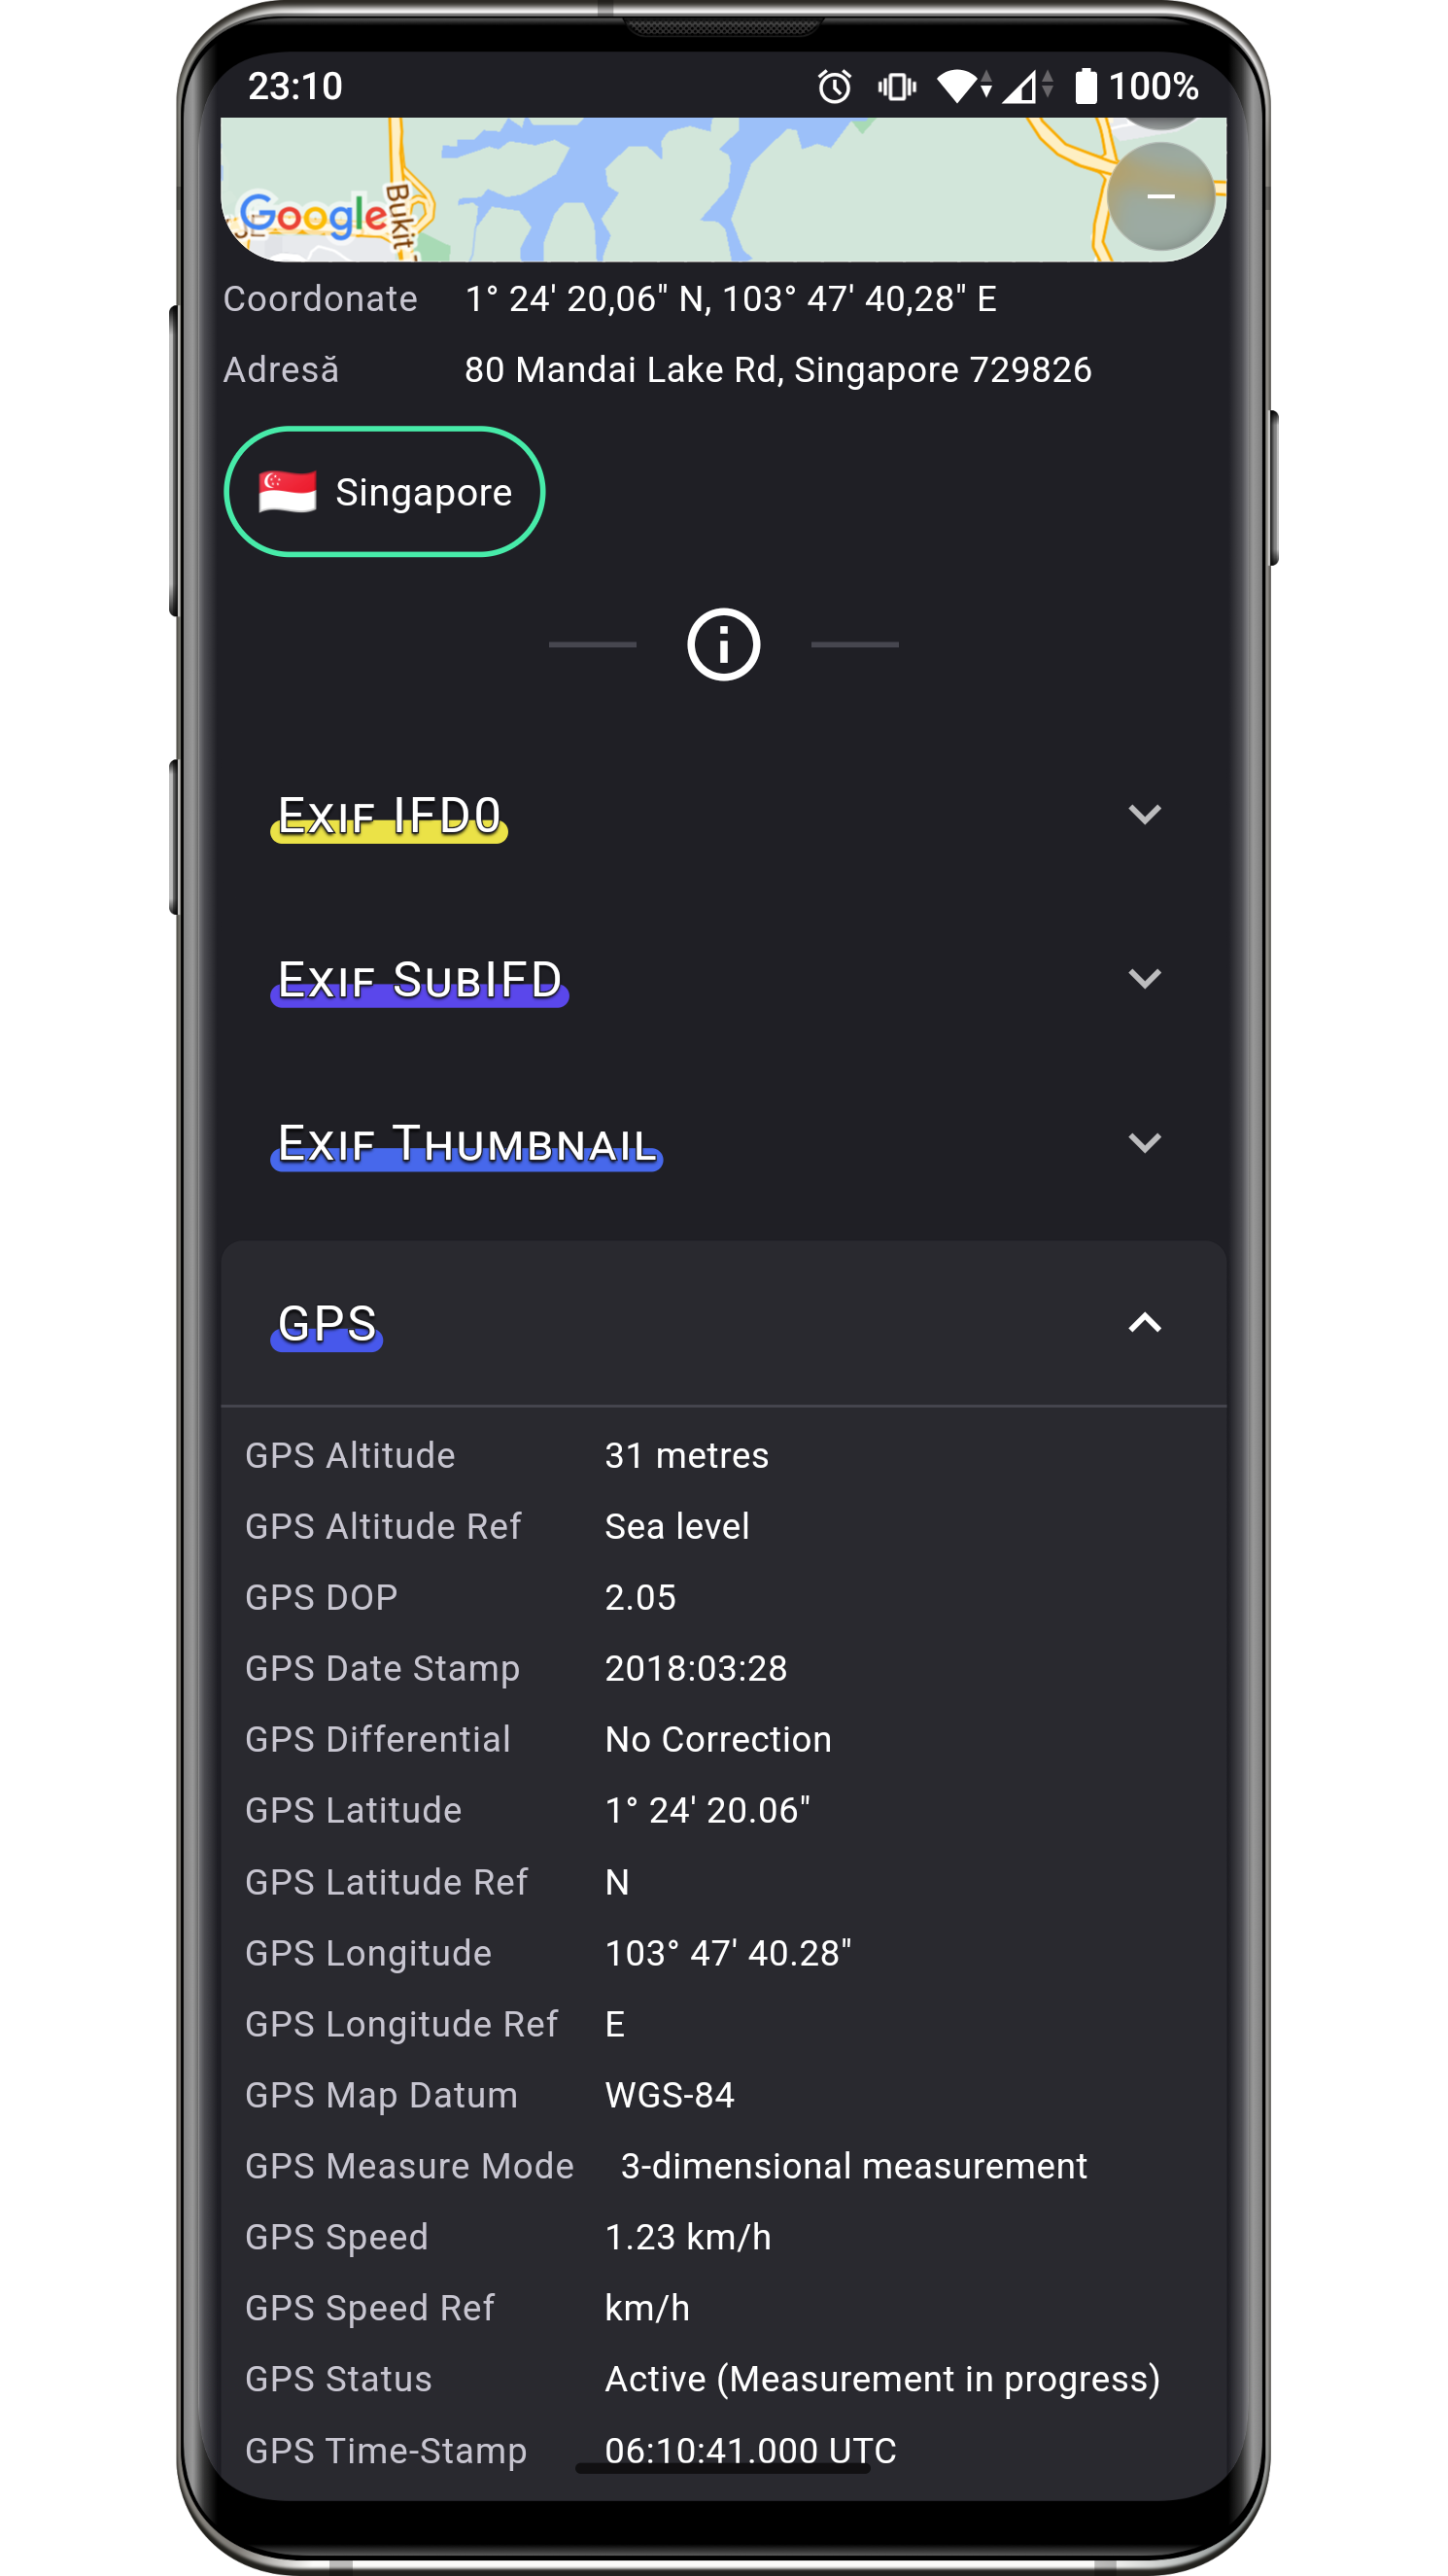 23:10 100%
Google
Bukit
Coordonate 1° 24' 20,06" N, 103° 47' 40,28" E
Adresă 80 Mandai Lake Rd, Singapore 729826
Singapore
Exif IFD0
Exif SubIFD
Exif Thumbnail
GPS
GPS Altitude 31 metres
GPS Altitude Ref Sea level
GPS DOP 2.05
GPS Date Stamp 2018:03:28
GPS Differential No Correction
GPS Latitude 1° 24' 20.06"
GPS Latitude Ref N
GPS Longitude 103° 47' 40.28"
GPS Longitude Ref E
GPS Map Datum WGS-84
GPS Measure Mode 3-dimensional measurement
GPS Speed 1.23 km/h
GPS Speed Ref km/h
GPS Status Active (Measurement in progress)
GPS Time-Stamp 06:10:41.000 UTC